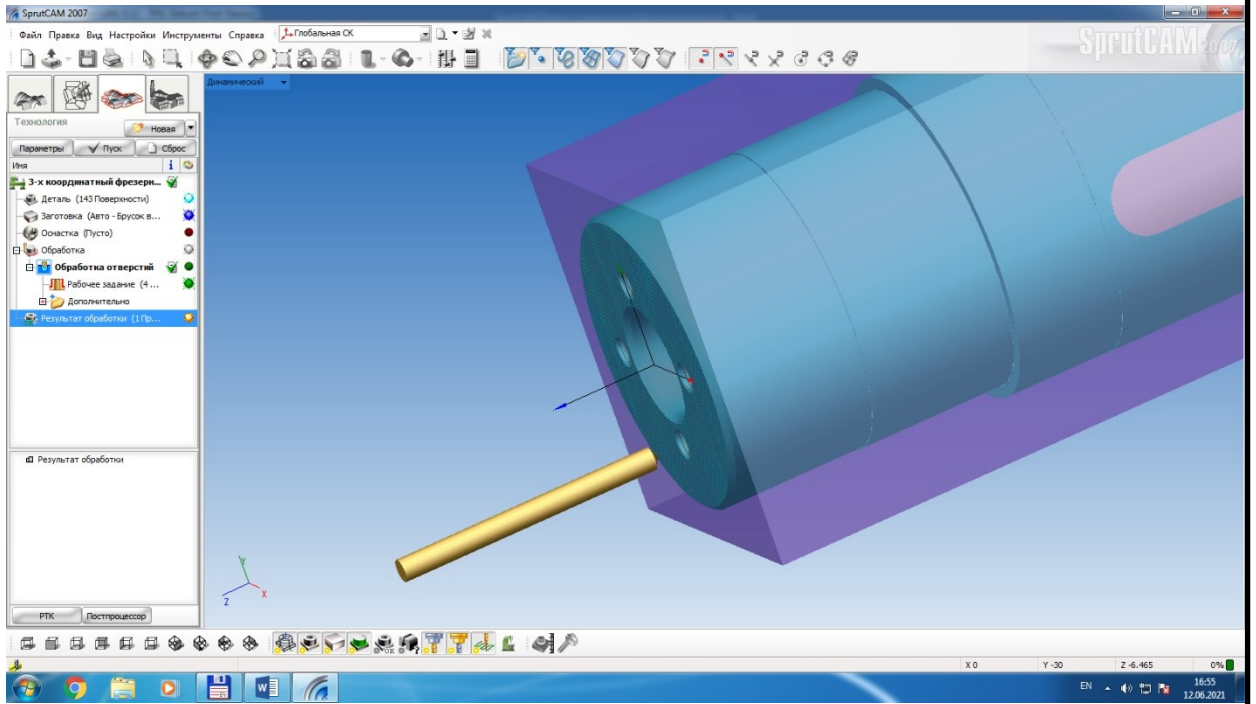 SprutCAM 2007
Файл Правка Вид Настройки Инструменты Справка Глобальная СК
SprutCAM 2007
Динамический
Технология
Новая
Параметры Пуск Сброс
Имя
3-х координатный фрезерн...
Деталь (143 Поверхности)
Заготовка (Авто - Брусок в...
Оснастка (Пусто)
Обработка
Обработка отверстий
Рабочее задание (4 ...
Дополнительно
Результат обработки (1 Пр...
Результат обработки
Y
X
Z
РТК Постпроцессор
X 0 Y -30 Z -6.465 0%
EN 16:55
12.06.2021